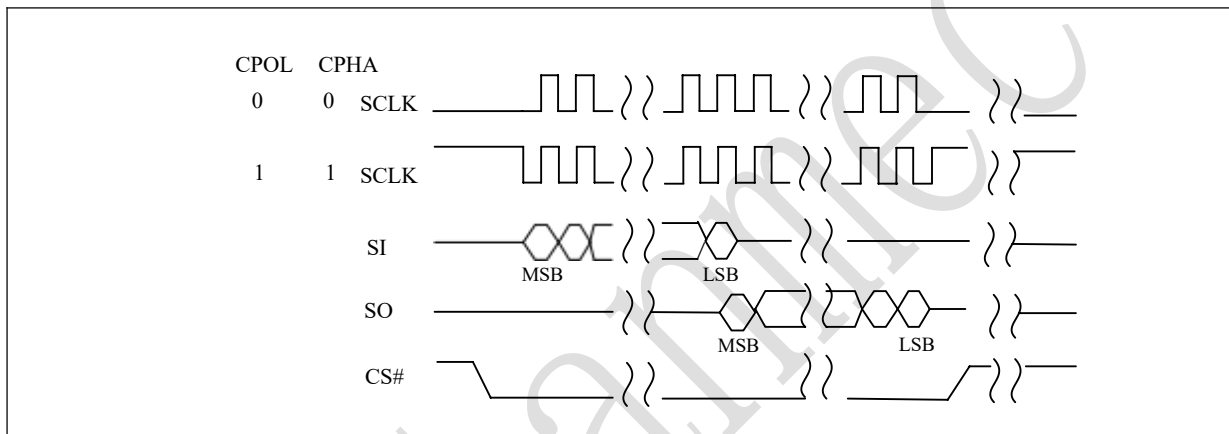 CPOL CPHA
0 0 SCLK
1 1 SCLK
SI
MSB LSB
SO
MSB LSB
CS#